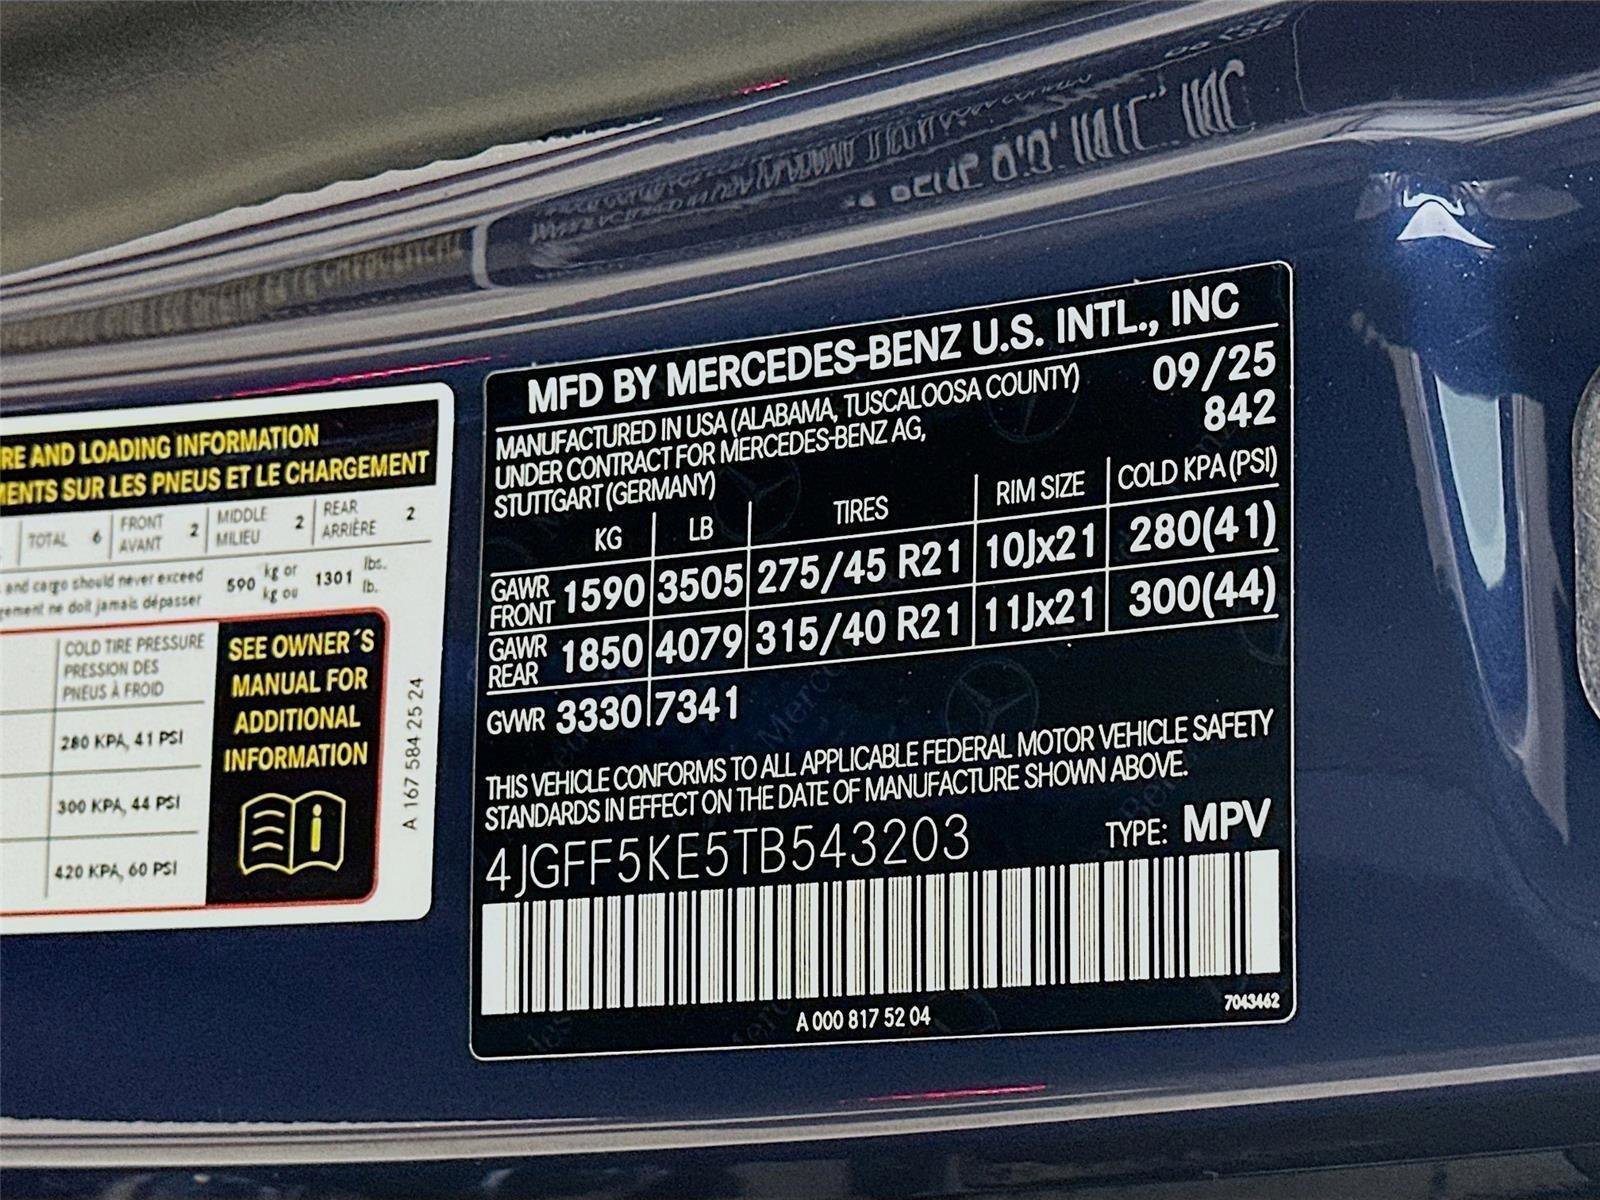 RE AND LOADING INFORMATION
MENTS SUR LES PNEUS ET LE CHARGEMENT
TOTAL 6 FRONT AVANT 2 MIDDLE MILIEU 2 REAR ARRIÈRE 2
and cargo should never exceed 590 kg or 1301 lbs.
gement ne doit jamais dépasser kg ou lb.
COLD TIRE PRESSURE
PRESSION DES
PNEUS À FROID
280 KPA, 41 PSI
300 KPA, 44 PSI
420 KPA, 60 PSI
SEE OWNER´S
MANUAL FOR
ADDITIONAL
INFORMATION
A 167 584 25 24
MFD BY MERCEDES-BENZ U.S. INTL., INC
MANUFACTURED IN USA (ALABAMA, TUSCALOOSA COUNTY) 09/25
UNDER CONTRACT FOR MERCEDES-BENZ AG, 842
STUTTGART (GERMANY)
KG LB TIRES RIM SIZE COLD KPA (PSI)
GAWR FRONT 1590 3505 275/45 R21 10Jx21 280(41)
GAWR REAR 1850 4079 315/40 R21 11Jx21 300(44)
GVWR 3330 7341
THIS VEHICLE CONFORMS TO ALL APPLICABLE FEDERAL MOTOR VEHICLE SAFETY
STANDARDS IN EFFECT ON THE DATE OF MANUFACTURE SHOWN ABOVE.
4JGFF5KE5TB543203 TYPE: MPV
A 000 817 52 04
7043462